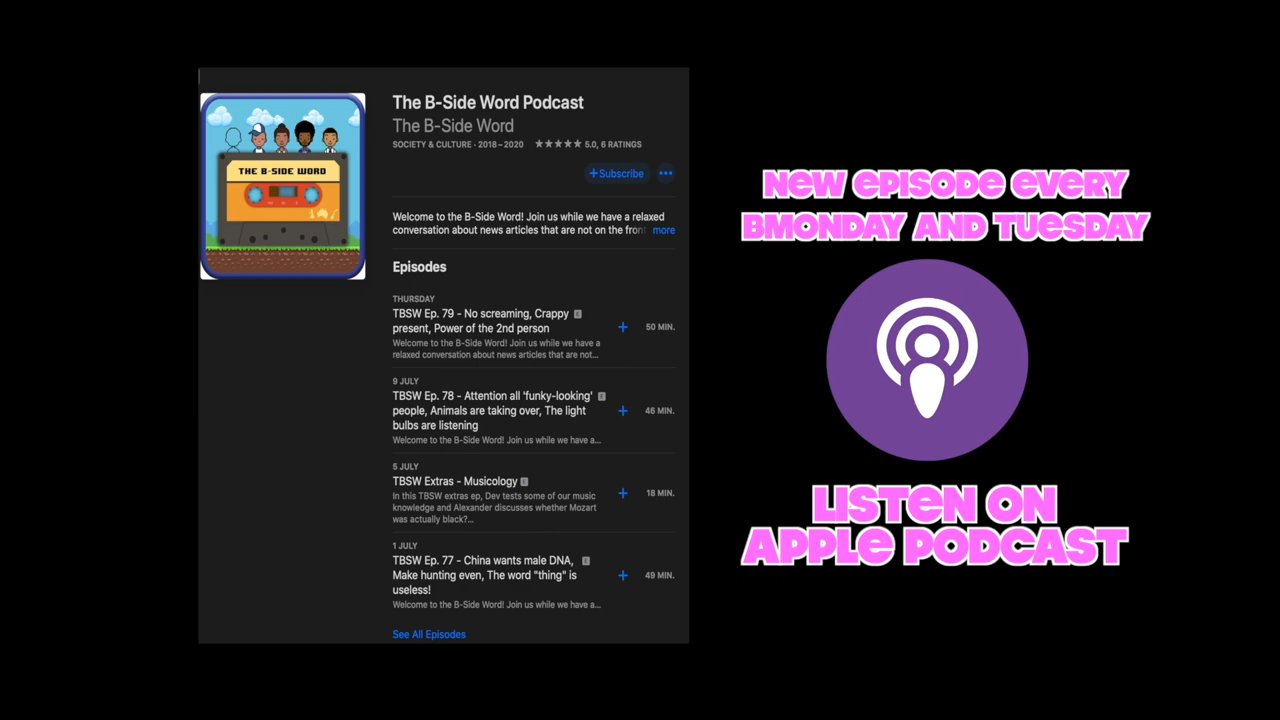 The B-Side Word Podcast
The B-Side Word
SOCIETY & CULTURE · 2018–2020 ★★★★★ 5.0, 6 RATINGS
+Subscribe •••
THE B-SIDE WORD
Welcome to the B-Side Word! Join us while we have a relaxed
conversation about news articles that are not on the front more
Episodes
THURSDAY
TBSW Ep. 79 - No screaming, Crappy E
present, Power of the 2nd person
+ 50 MIN.
Welcome to the B-Side Word! Join us while we have a
relaxed conversation about news articles that are not...
9 JULY
TBSW Ep. 78 - Attention all 'funky-looking' E
people, Animals are taking over, The light
bulbs are listening
+ 46 MIN.
Welcome to the B-Side Word! Join us while we have a...
5 JULY
TBSW Extras - Musicology E
+ 18 MIN.
In this TBSW extras ep, Dev tests some of our music
knowledge and Alexander discusses whether Mozart
was actually black?...
1 JULY
TBSW Ep. 77 - China wants male DNA, E
Make hunting even, The word "thing" is
useless!
+ 49 MIN.
Welcome to the B-Side Word! Join us while we have a...
See All Episodes
NEW EPISODE EVERY
BMONDAY AND TUESDAY
LISTEN ON
APPLE PODCAST